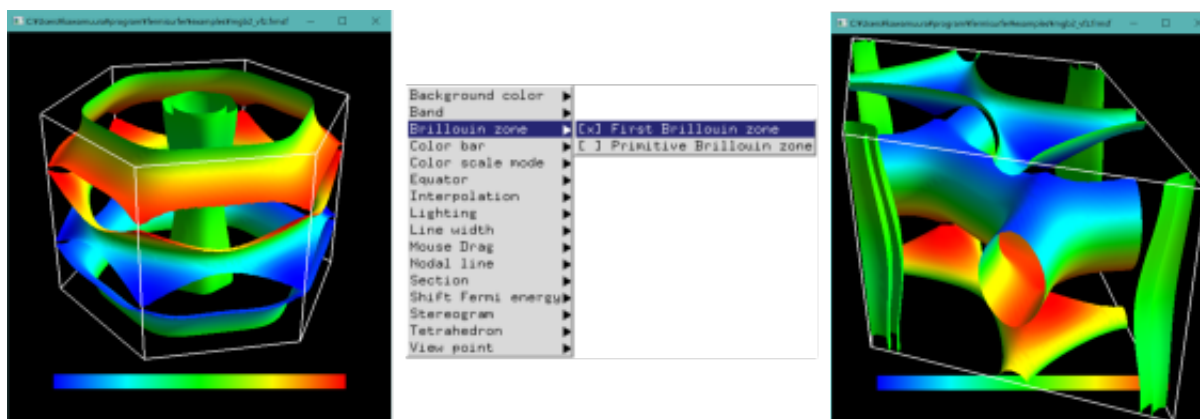 Background color
Band
Brillouin zone
[x] First Brillouin zone
[ ] Primitive Brillouin zone
Color bar
Color scale mode
Equator
Interpolation
Lighting
Line width
Mouse Drag
Nodal line
Section
Shift Fermi energy
Stereogram
Tetrahedron
View point